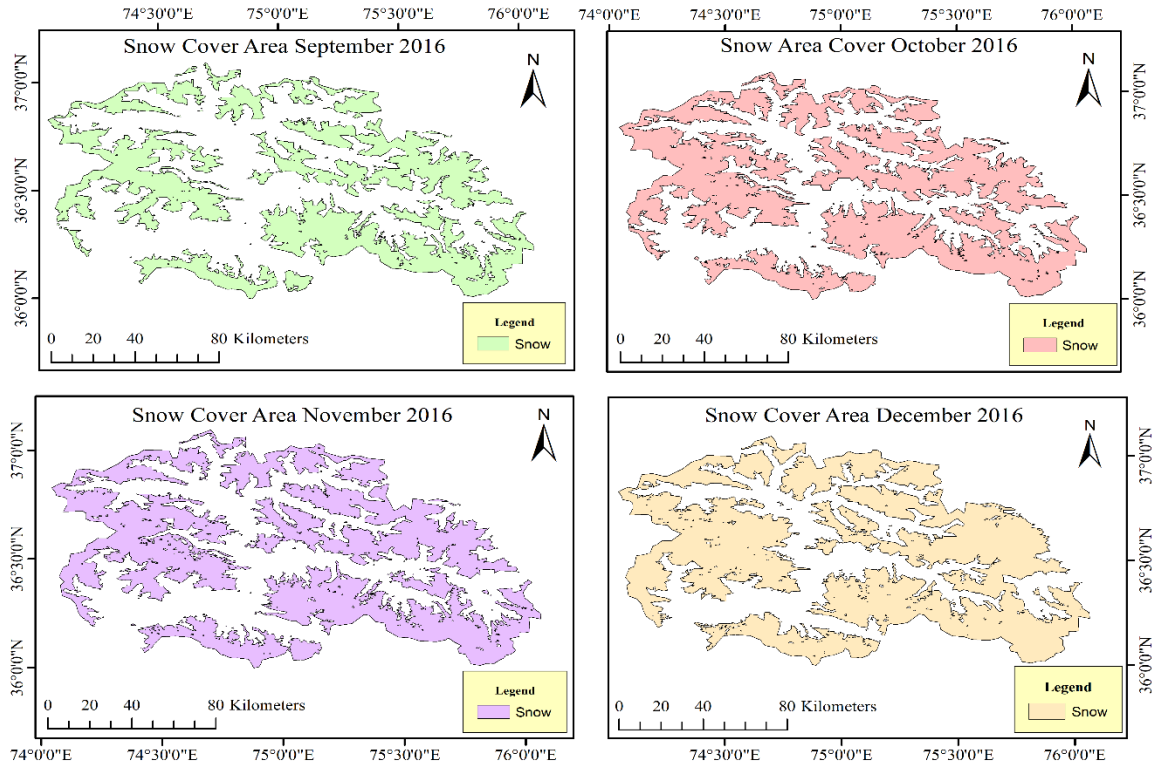 74°30'0"E 75°0'0"E 75°30'0"E 76°0'0"E
74°0'0"E 74°30'0"E 75°0'0"E 75°30'0"E 76°0'0"E
Snow Cover Area September 2016
N
37°0'0"N
36°30'0"N
36°0'0"N
0 20 40 80 Kilometers
Legend
Snow
Snow Area Cover October 2016
N
37°0'0"N
36°30'0"N
36°0'0"N
0 20 40 80 Kilometers
Legend
Snow
Snow Cover Area November 2016
N
37°0'0"N
36°30'0"N
36°0'0"N
0 20 40 80 Kilometers
Legend
Snow
74°0'0"E 74°30'0"E 75°0'0"E 75°30'0"E 76°0'0"E
Snow Cover Area December 2016
N
37°0'0"N
36°30'0"N
36°0'0"N
0 20 40 80 Kilometers
Legend
Snow
74°30'0"E 75°0'0"E 75°30'0"E 76°0'0"E